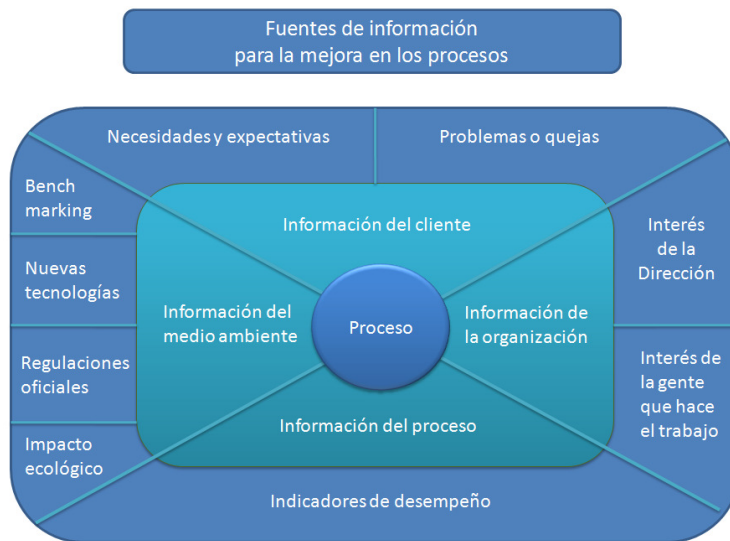 Fuentes de información
para la mejora en los procesos
Necesidades y expectativas
Problemas o quejas
Bench
marking
Nuevas
tecnologías
Regulaciones
oficiales
Impacto
ecológico
Información del cliente
Información del
medio ambiente
Proceso
Información de
la organización
Información del proceso
Interés
de la
Dirección
Interés de
la gente
que hace
el trabajo
Indicadores de desempeño